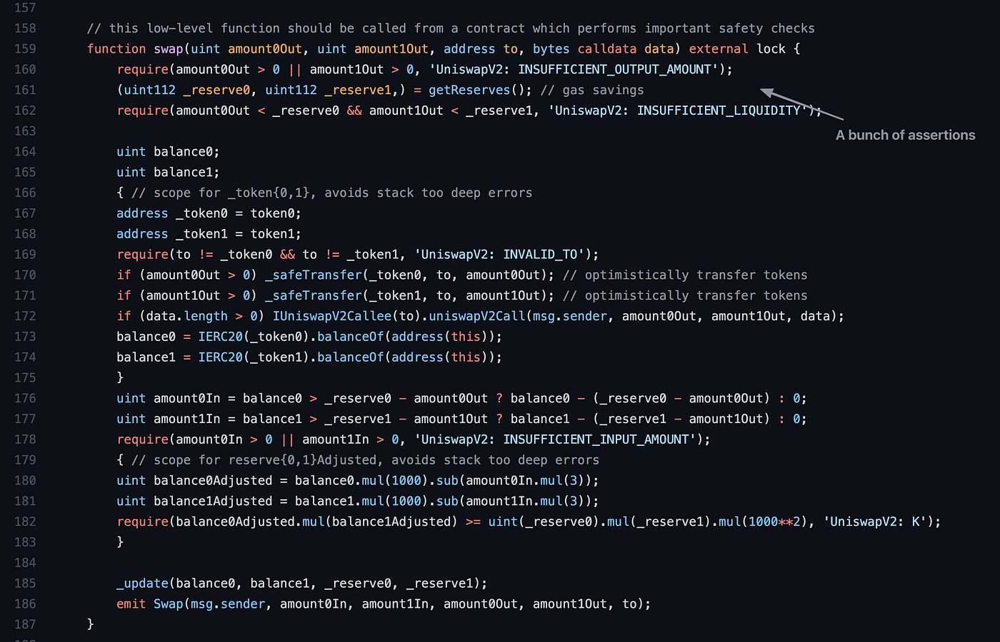 157
158 // this low-level function should be called from a contract which performs important safety checks
159 function swap(uint amount0Out, uint amount1Out, address to, bytes calldata data) external lock {
160 require(amount0Out > 0 || amount1Out > 0, 'UniswapV2: INSUFFICIENT_OUTPUT_AMOUNT');
161 (uint112 _reserve0, uint112 _reserve1,) = getReserves(); // gas savings
162 require(amount0Out < _reserve0 && amount1Out < _reserve1, 'UniswapV2: INSUFFICIENT_LIQUIDITY');
163
A bunch of assertions
164 uint balance0;
165 uint balance1;
166 { // scope for _token{0,1}, avoids stack too deep errors
167 address _token0 = token0;
168 address _token1 = token1;
169 require(to != _token0 && to != _token1, 'UniswapV2: INVALID_TO');
170 if (amount0Out > 0) _safeTransfer(_token0, to, amount0Out); // optimistically transfer tokens
171 if (amount1Out > 0) _safeTransfer(_token1, to, amount1Out); // optimistically transfer tokens
172 if (data.length > 0) IUniswapV2Callee(to).uniswapV2Call(msg.sender, amount0Out, amount1Out, data);
173 balance0 = IERC20(_token0).balanceOf(address(this));
174 balance1 = IERC20(_token1).balanceOf(address(this));
175 }
176 uint amount0In = balance0 > _reserve0 - amount0Out ? balance0 - (_reserve0 - amount0Out) : 0;
177 uint amount1In = balance1 > _reserve1 - amount1Out ? balance1 - (_reserve1 - amount1Out) : 0;
178 require(amount0In > 0 || amount1In > 0, 'UniswapV2: INSUFFICIENT_INPUT_AMOUNT');
179 { // scope for reserve{0,1}Adjusted, avoids stack too deep errors
180 uint balance0Adjusted = balance0.mul(1000).sub(amount0In.mul(3));
181 uint balance1Adjusted = balance1.mul(1000).sub(amount1In.mul(3));
182 require(balance0Adjusted.mul(balance1Adjusted) >= uint(_reserve0).mul(_reserve1).mul(1000**2), 'UniswapV2: K');
183 }
184
185 _update(balance0, balance1, _reserve0, _reserve1);
186 emit Swap(msg.sender, amount0In, amount1In, amount0Out, amount1Out, to);
187 }